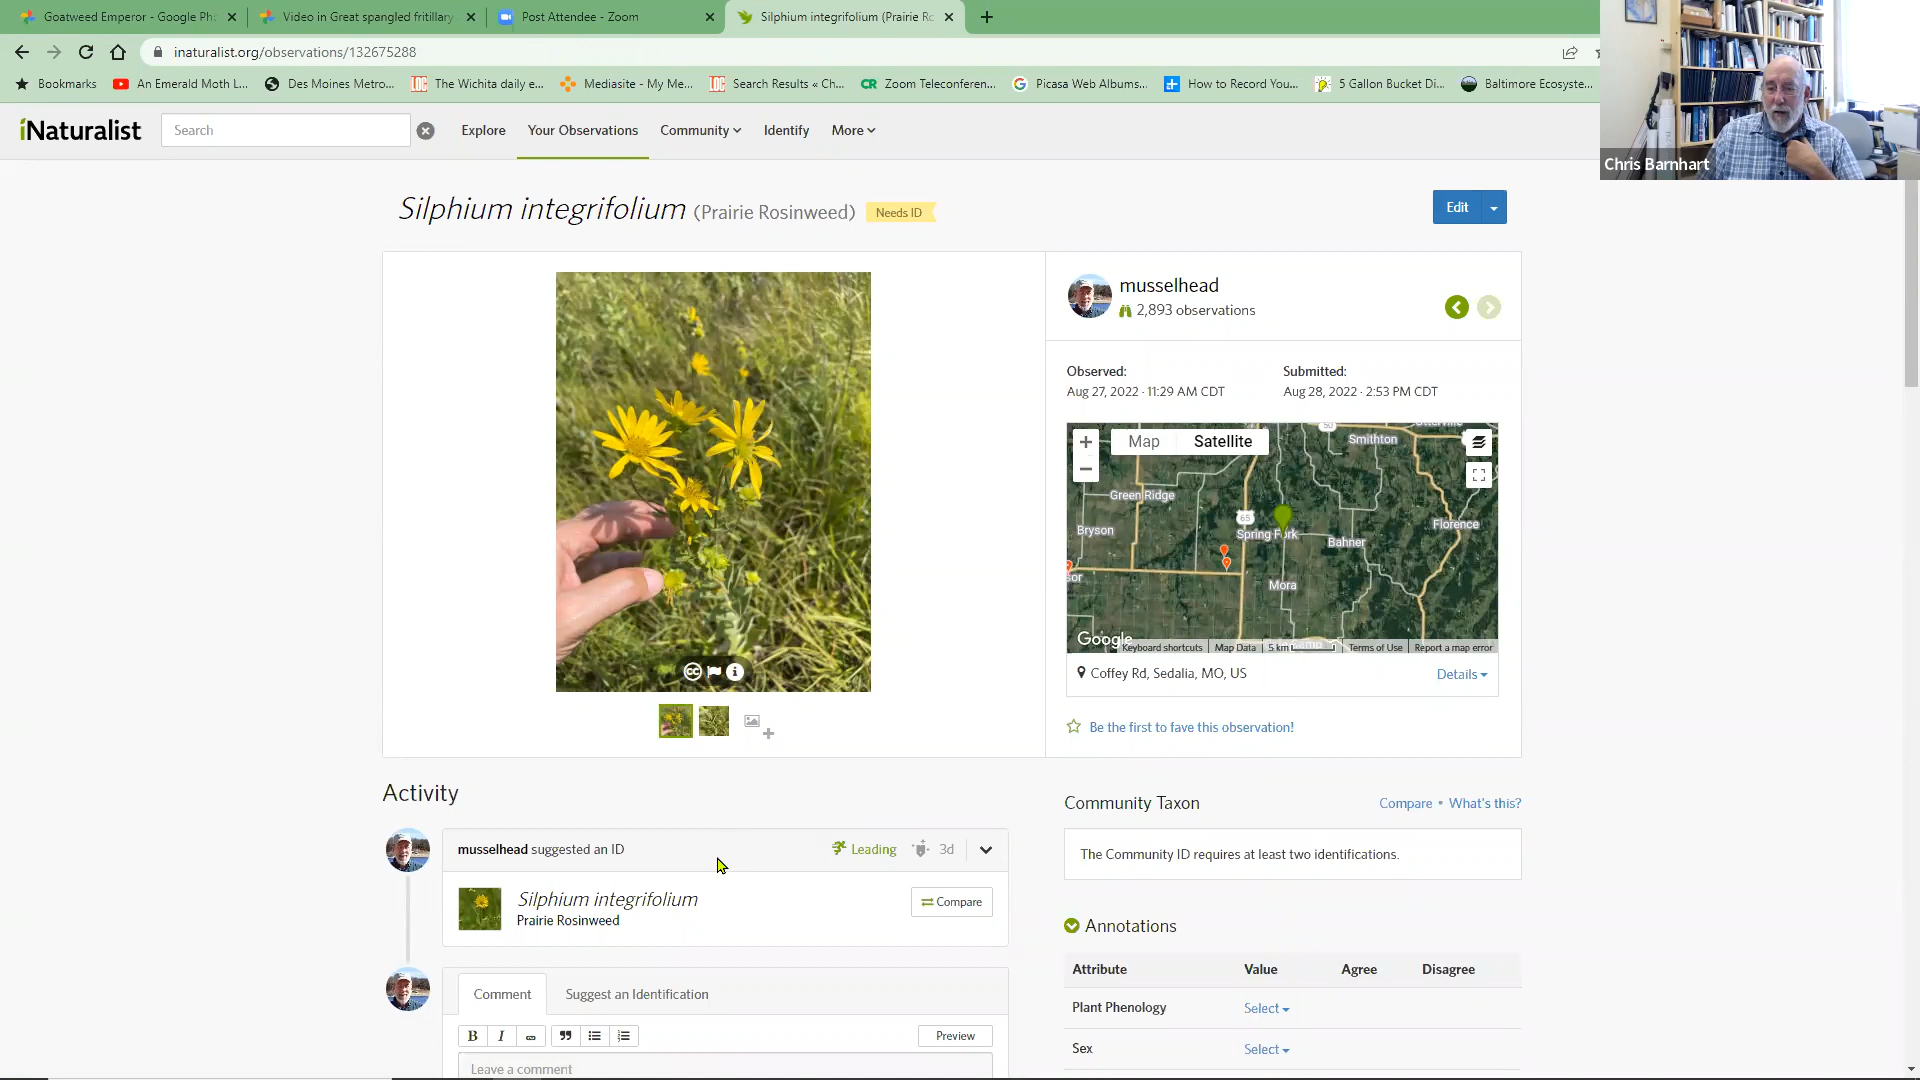 Goatweed Emperor - Google Ph
Video in Great spangled fritillary
Post Attendee - Zoom
Silphium integrifolium (Prairie Ro
inaturalist.org/observations/132675288
Bookmarks
An Emerald Moth L...
Des Moines Metro...
The Wichita daily e...
Mediasite - My Me...
Search Results « Ch...
Zoom Teleconferen...
Picasa Web Albums...
How to Record You...
5 Gallon Bucket Di...
Baltimore Ecosyste...
iNaturalist
Search
Explore
Your Observations
Community
Identify
More
Chris Barnhart
Silphium integrifolium (Prairie Rosinweed)
Needs ID
Edit
musselhead
2,893 observations
Observed:
Aug 27, 2022 · 11:29 AM CDT
Submitted:
Aug 28, 2022 · 2:53 PM CDT
Map
Satellite
50
Smithton
Green Ridge
65
Bryson
Spring Fork
Florence
Bahner
sor
Mora
Google
Keyboard shortcuts
Map Data
5 km
Terms of Use
Report a map error
Coffey Rd, Sedalia, MO, US
Details
Be the first to fave this observation!
Activity
musselhead suggested an ID
Leading
3d
Silphium integrifolium
Prairie Rosinweed
Compare
Comment
Suggest an Identification
B
I
Preview
Leave a comment
Community Taxon
Compare • What's this?
The Community ID requires at least two identifications.
Annotations
Attribute
Value
Agree
Disagree
Plant Phenology
Select
Sex
Select